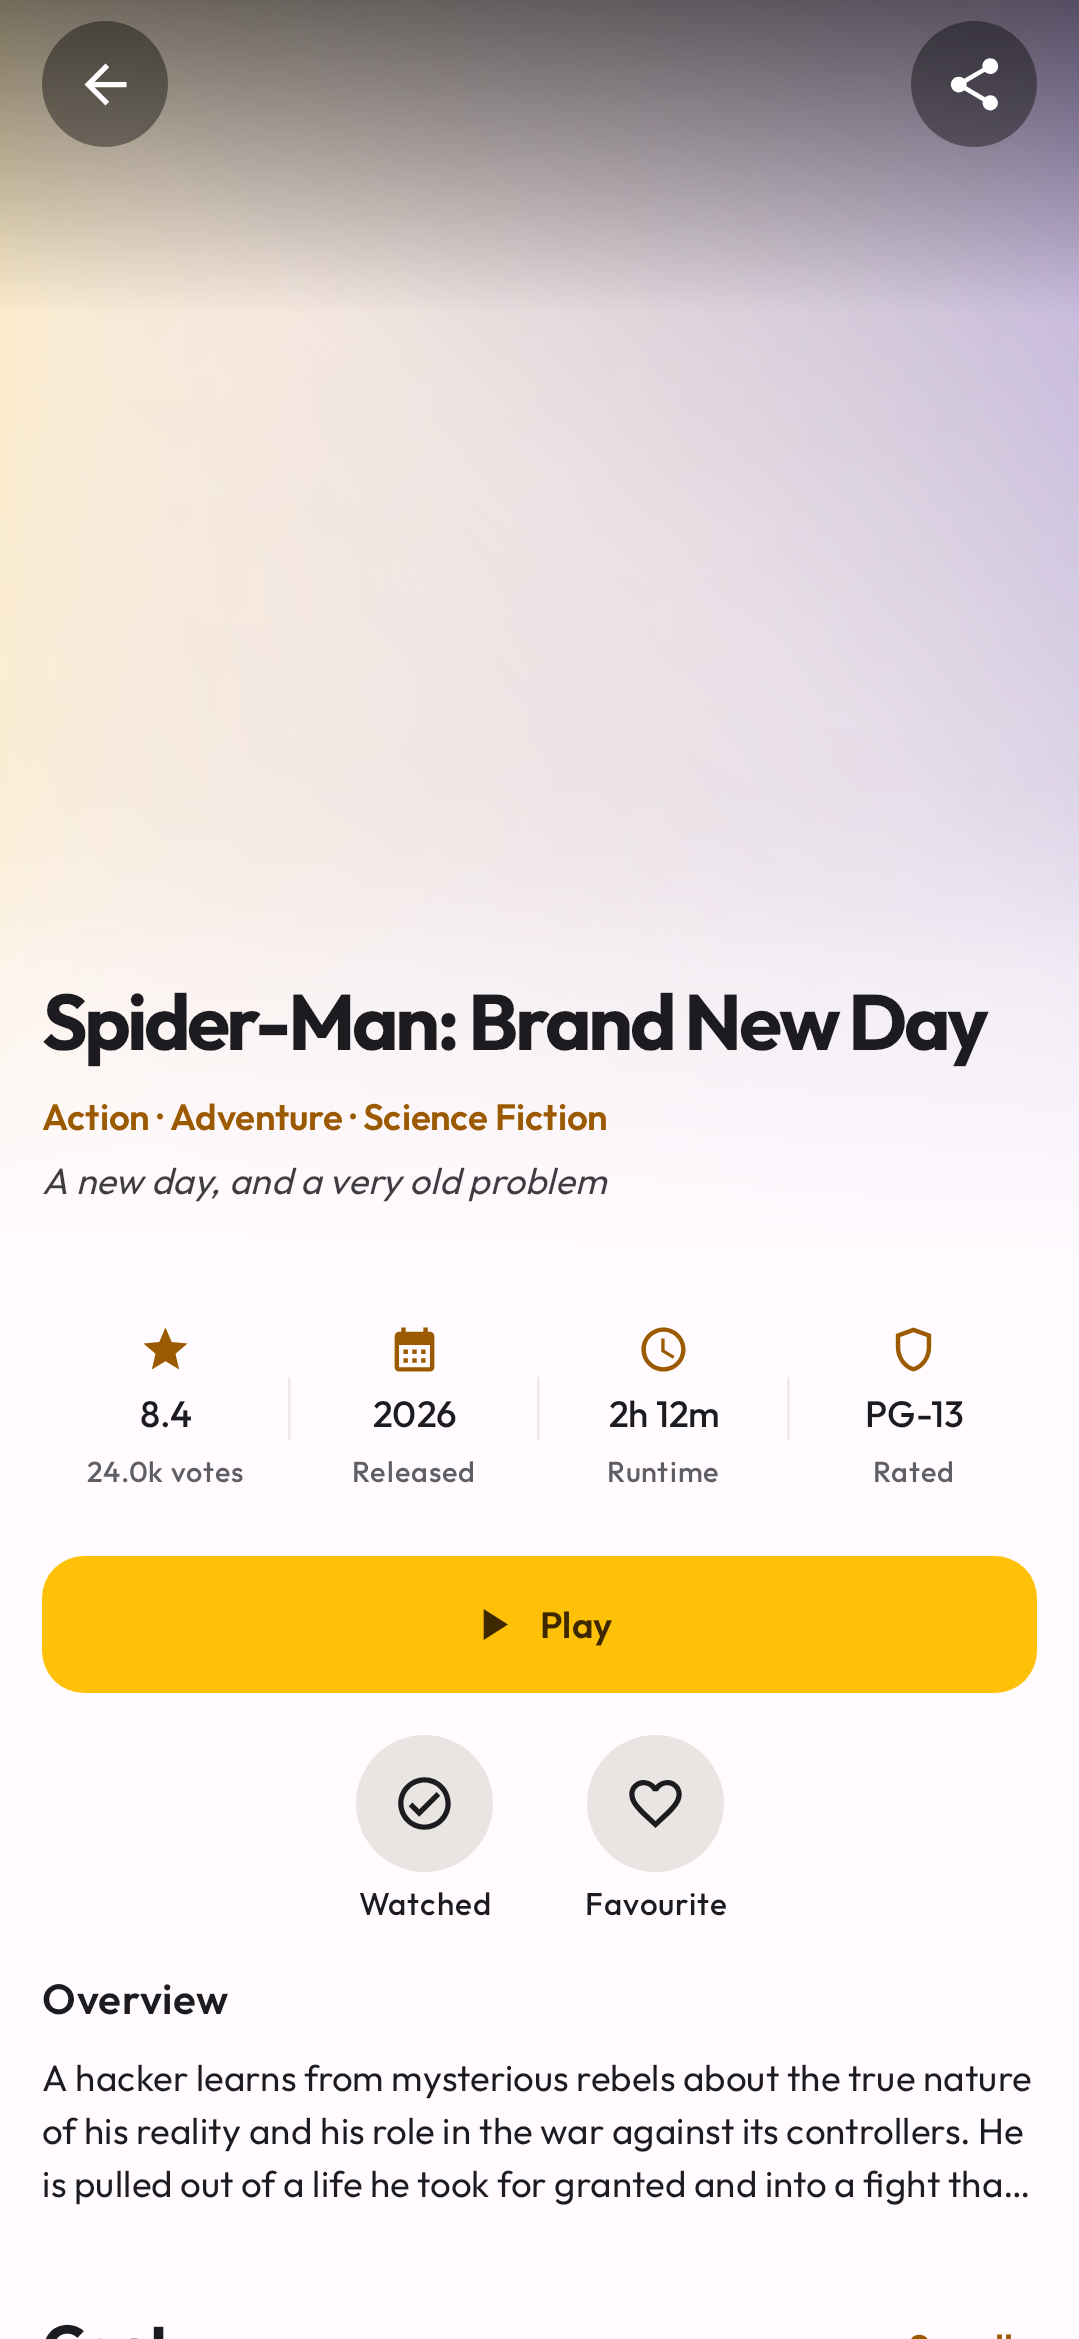 Spider-Man: Brand New Day
Action · Adventure · Science Fiction
A new day, and a very old problem
8.4
2026
2h 12m
PG-13
24.0k votes
Released
Runtime
Rated
Play
Watched
Favourite
Overview
A hacker learns from mysterious rebels about the true nature
of his reality and his role in the war against its controllers. He
is pulled out of a life he took for granted and into a fight tha...